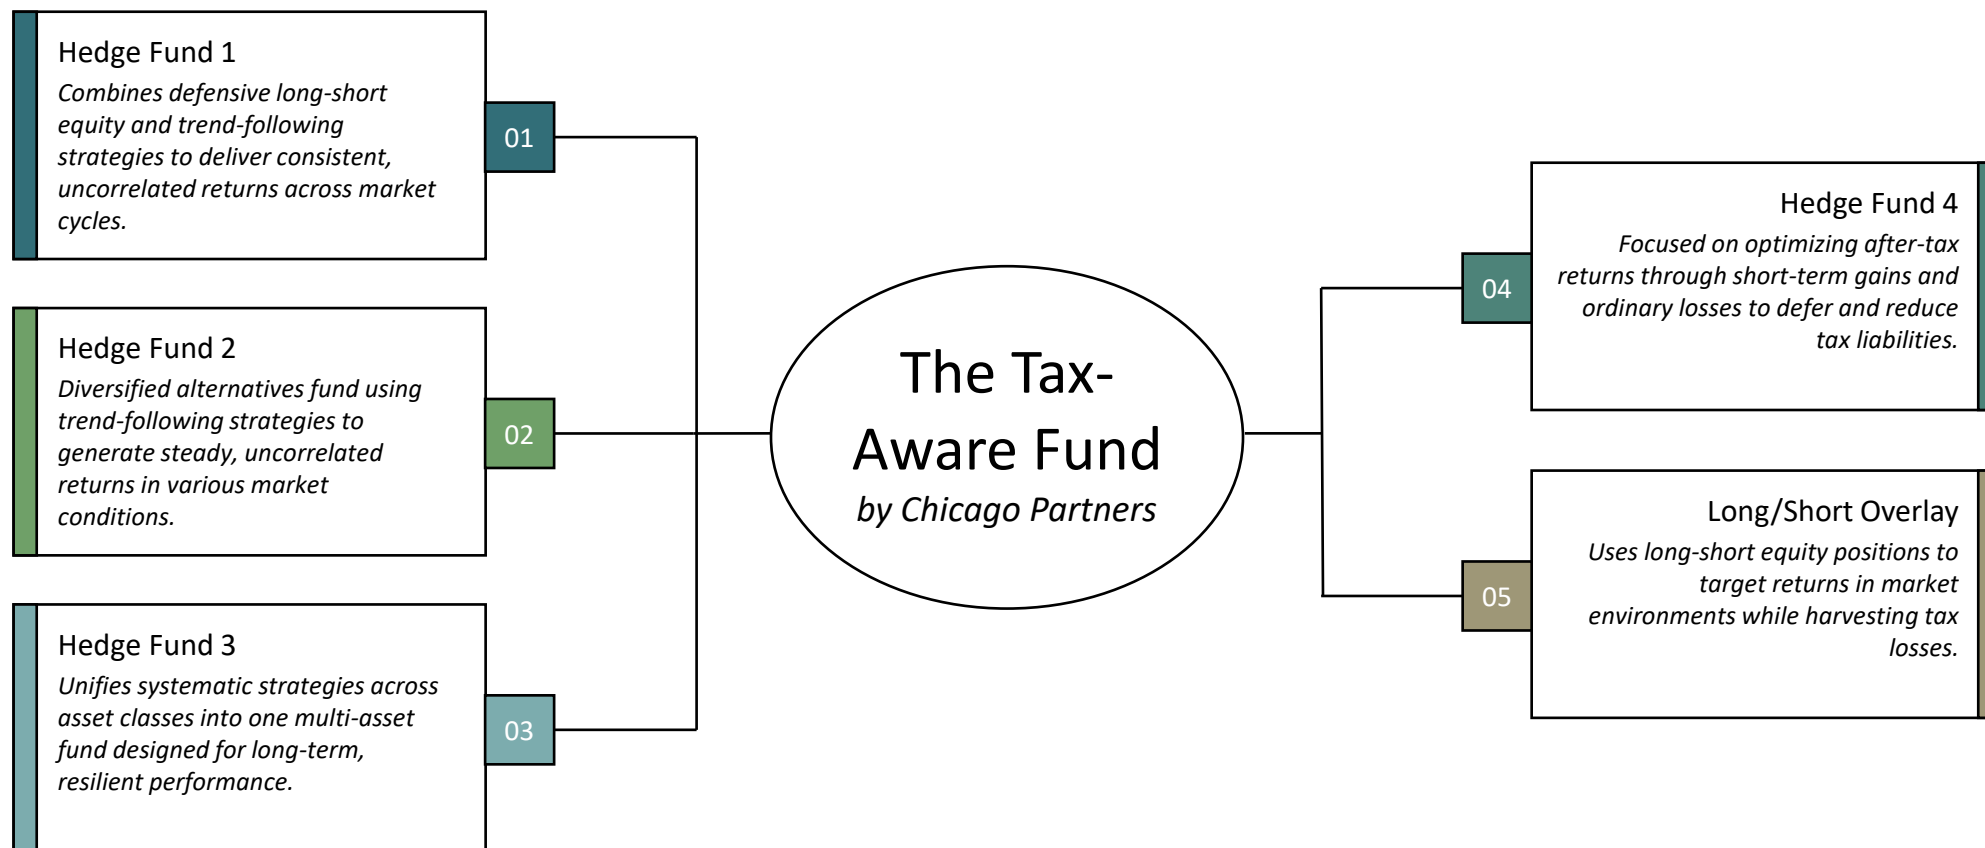 Hedge Fund 1
Combines defensive long-short
equity and trend-following
strategies to deliver consistent,
uncorrelated returns across market
cycles.
01
Hedge Fund 2
Diversified alternatives fund using
trend-following strategies to
generate steady, uncorrelated
returns in various market
conditions.
02
Hedge Fund 3
Unifies systematic strategies across
asset classes into one multi-asset
fund designed for long-term,
resilient performance.
03
The Tax-
Aware Fund
by Chicago Partners
04
Hedge Fund 4
Focused on optimizing after-tax
returns through short-term gains and
ordinary losses to defer and reduce
tax liabilities.
05
Long/Short Overlay
Uses long-short equity positions to
target returns in market
environments while harvesting tax
losses.